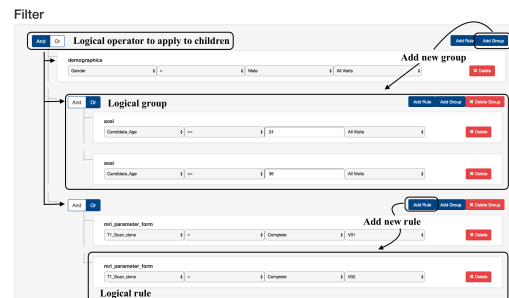 Filter
And Or Logical operator to apply to children Add Rule Add Group
demographics Add new group
Gender = Male All Visits ✖ Delete
And Or Logical group Add Rule Add Group ✖ Delete Group
aosi
Candidate_Age >= 24 All Visits ✖ Delete
aosi
Candidate_Age <= 36 All Visits ✖ Delete
And Or Add Rule Add Group ✖ Delete Group
mri_parameter_form Add new rule
T1_Scan_done = Complete V01 ✖ Delete
mri_parameter_form
T1_Scan_done = Complete V02 ✖ Delete
Logical rule